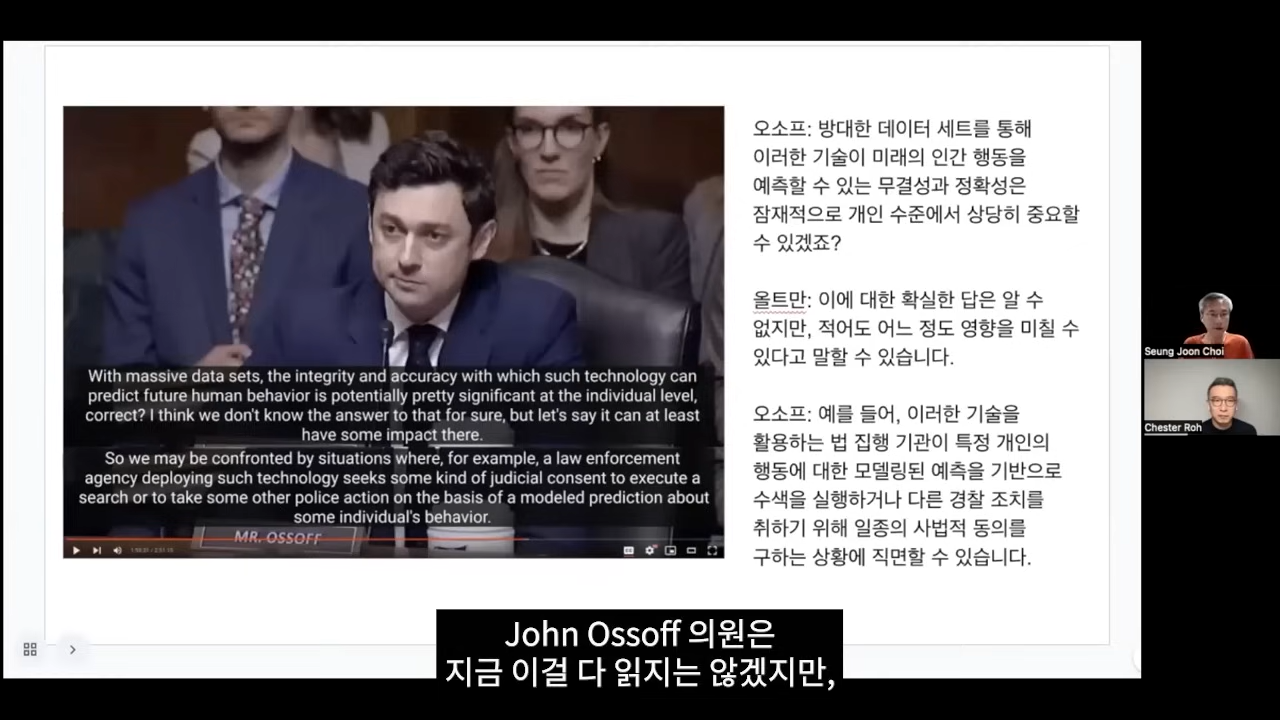 With massive data sets, the integrity and accuracy with which such technology can
predict future human behavior is potentially pretty significant at the individual level,
correct? I think we don't know the answer to that for sure, but let's say it can at least
have some impact there.
So we may be confronted by situations where, for example, a law enforcement
agency deploying such technology seeks some kind of judicial consent to execute a
search or to take some other police action on the basis of a modeled prediction about
some individual's behavior.
MR. OSSOFF
오소프: 방대한 데이터 세트를 통해
이러한 기술이 미래의 인간 행동을
예측할 수 있는 무결성과 정확성은
잠재적으로 개인 수준에서 상당히 중요할
수 있겠죠?
올트만: 이에 대한 확실한 답은 알 수
없지만, 적어도 어느 정도 영향을 미칠 수
있다고 말할 수 있습니다.
오소프: 예를 들어, 이러한 기술을
활용하는 법 집행 기관이 특정 개인의
행동에 대한 모델링된 예측을 기반으로
수색을 실행하거나 다른 경찰 조치를
취하기 위해 일종의 사법적 동의를
구하는 상황에 직면할 수 있습니다.
Seung Joon Choi
Chester Roh
John Ossoff 의원은
지금 이걸 다 읽지는 않겠지만,